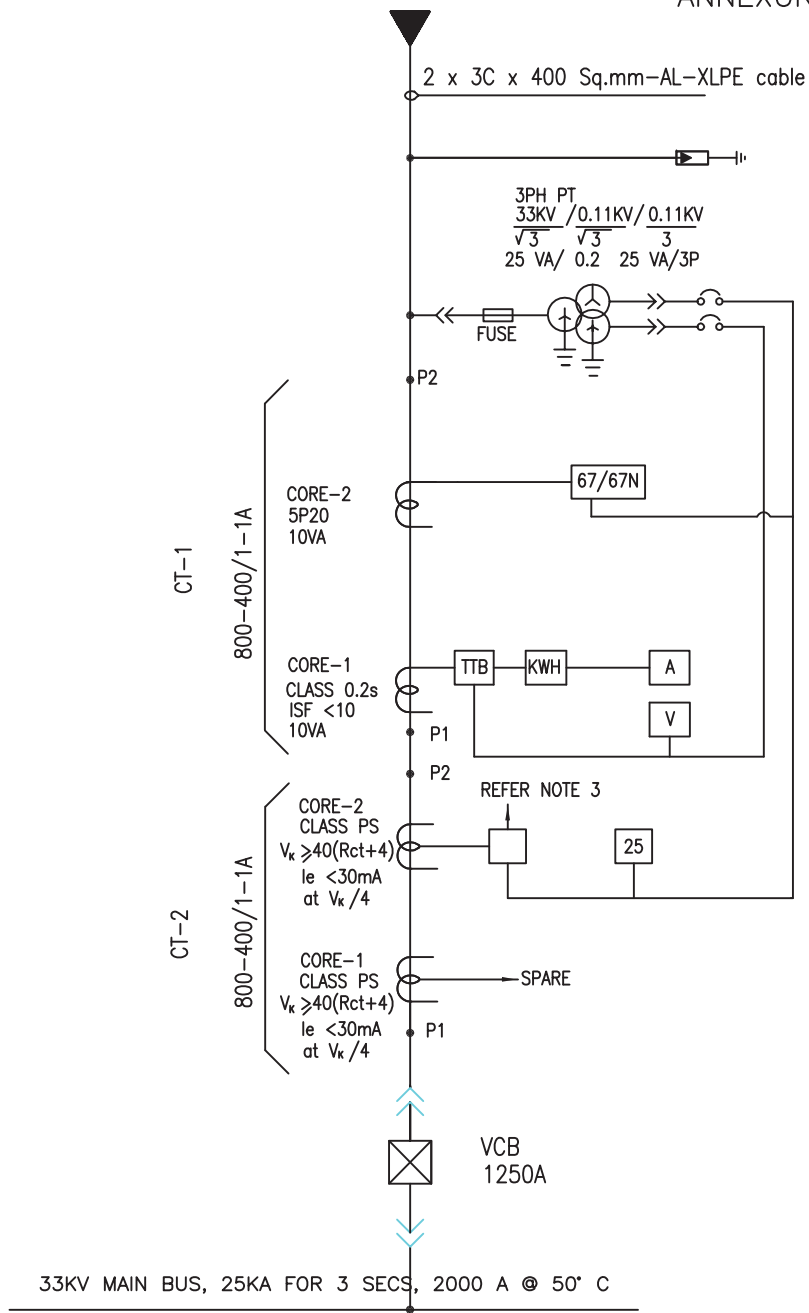 2 x 3C x 400 Sq.mm-AL-XLPE cable
3PH PT
33KV / 0.11KV / 0.11KV
√3 √3 3
25 VA/ 0.2 25 VA/3P
FUSE
P2
CORE-2
5P20
10VA
67/67N
CT-1
800-400/1-1A
CORE-1
CLASS 0.2s
ISF <10
10VA
TTB
KWH
A
V
P1
P2
REFER NOTE 3
CORE-2
CLASS PS
VK ⩾40(Rct+4)
Ie <30mA
at VK /4
25
CT-2
800-400/1-1A
CORE-1
CLASS PS
VK ⩾40(Rct+4)
Ie <30mA
at VK /4
SPARE
P1
VCB
1250A
33KV MAIN BUS, 25KA FOR 3 SECS, 2000 A @ 50° C